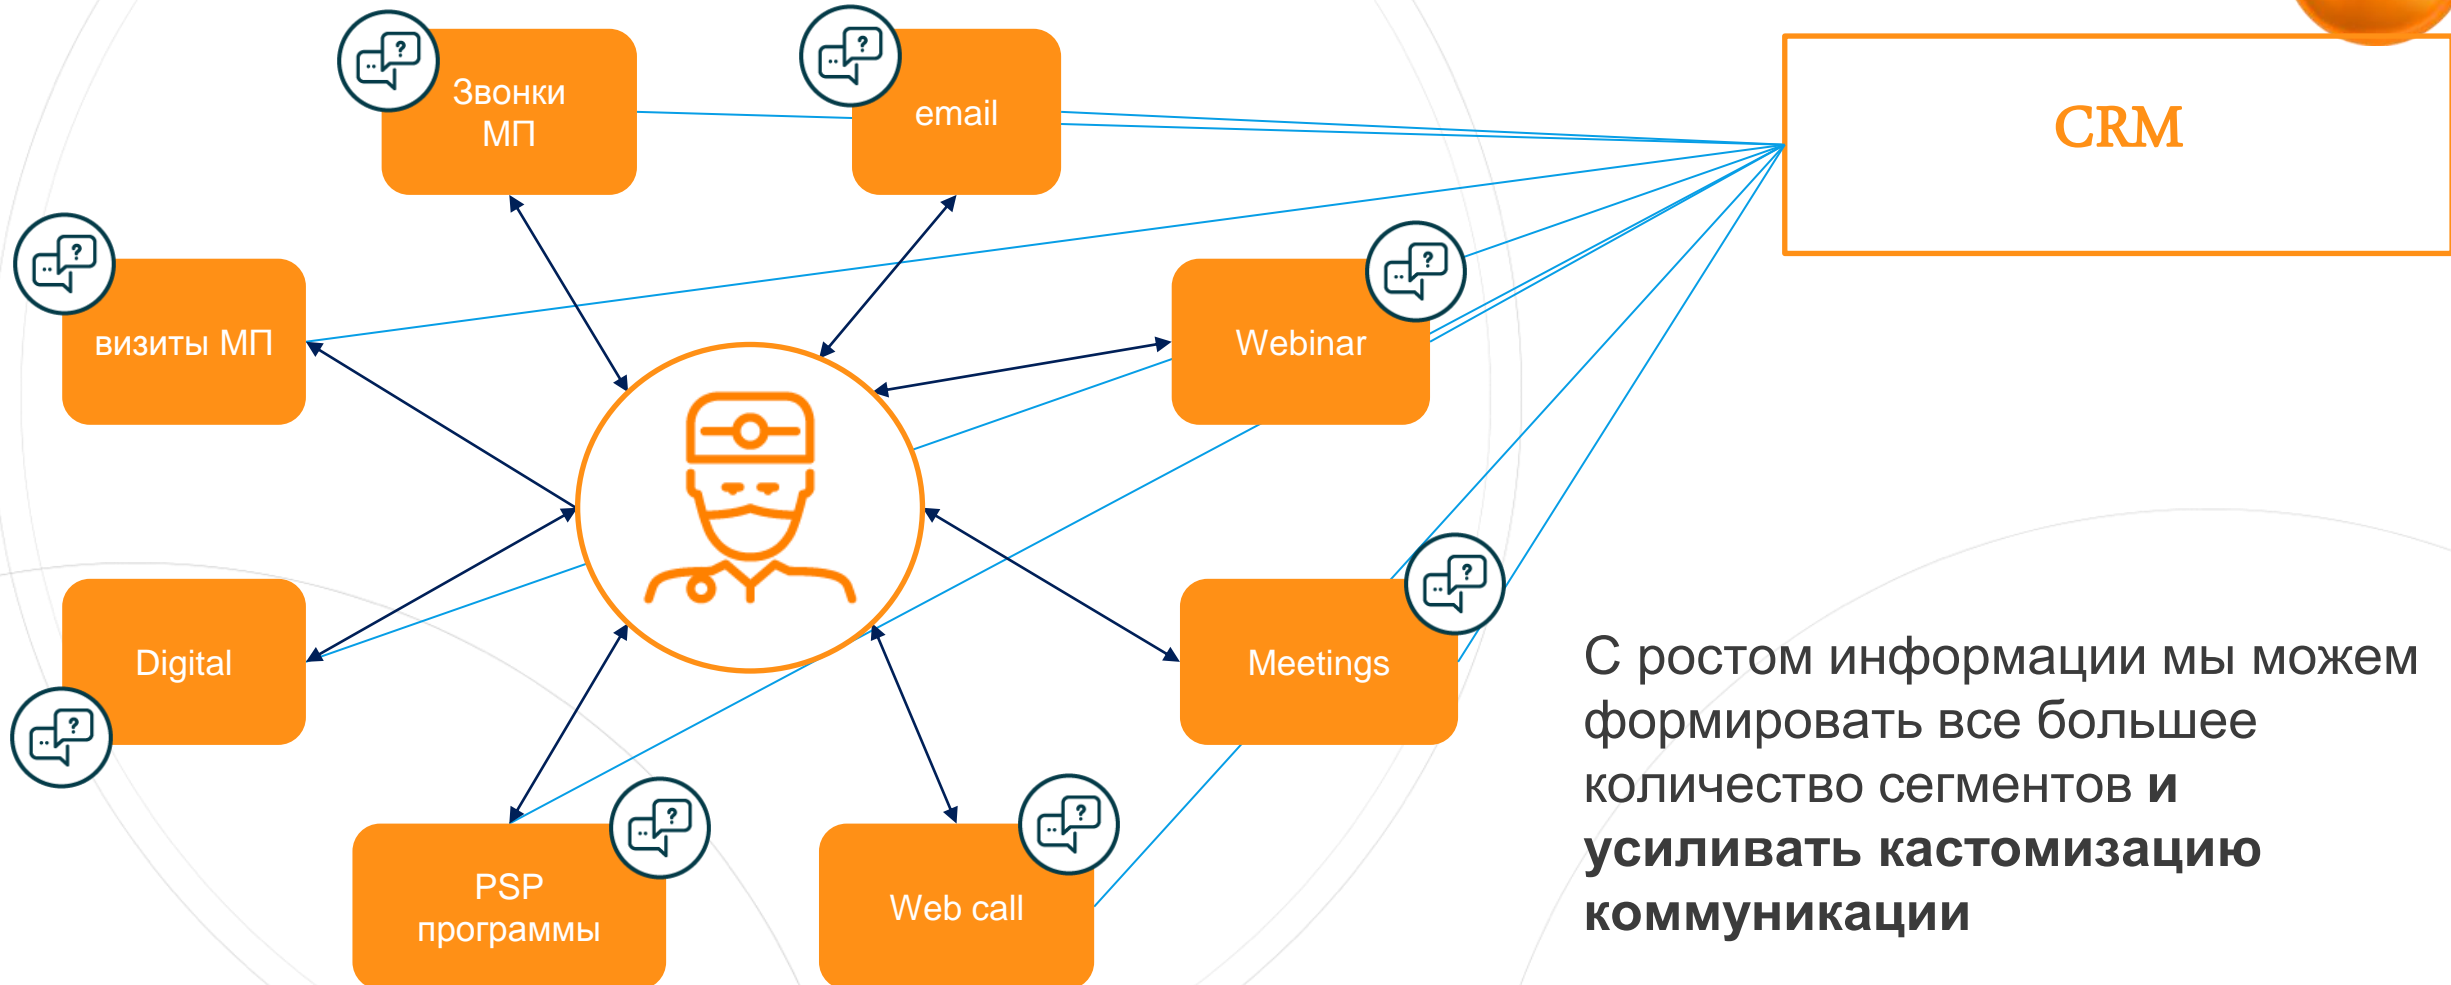 Звонки
МП
email
CRM
визиты МП
Webinar
Digital
Meetings
PSP
программы
Web call
С ростом информации мы можем
формировать все большее
количество сегментов и
усиливать кастомизацию
коммуникации